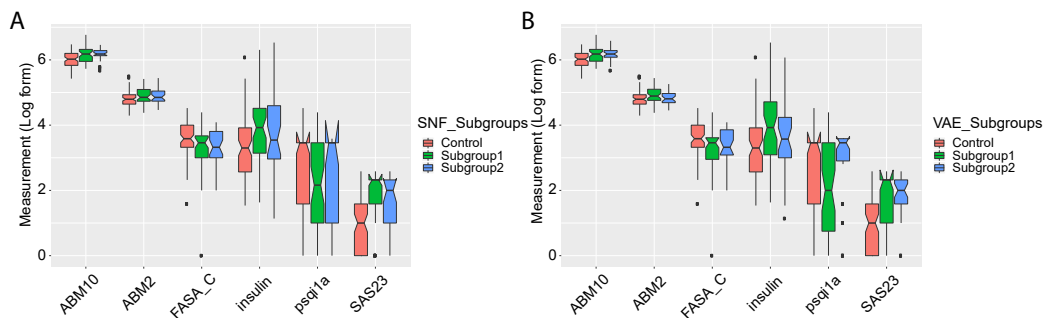 A
Measurement (Log form)
6
4
2
0
ABM10
ABM2
FASA_C
insulin
psqi1a
SAS23
SNF_Subgroups
Control
Subgroup1
Subgroup2
B
Measurement (Log form)
6
4
2
0
ABM10
ABM2
FASA_C
insulin
psqi1a
SAS23
VAE_Subgroups
Control
Subgroup1
Subgroup2